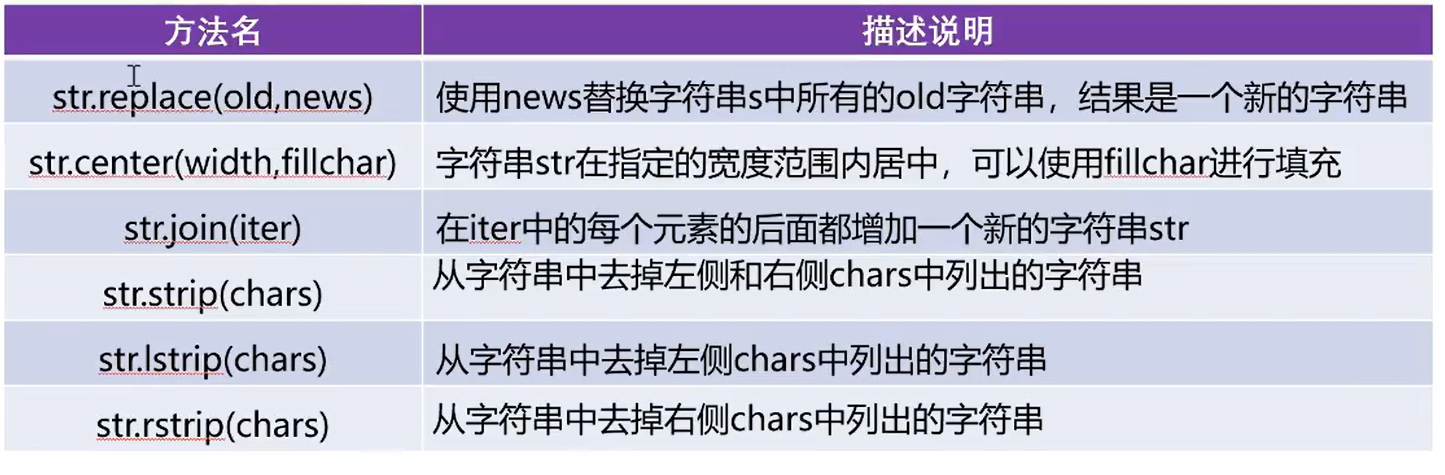 方法名 描述说明
str.replace(old,news) 使用news替换字符串s中所有的old字符串，结果是一个新的字符串
str.center(width,fillchar) 字符串str在指定的宽度范围内居中，可以使用fillchar进行填充
str.join(iter) 在iter中的每个元素的后面都增加一个新的字符串str
str.strip(chars) 从字符串中去掉左侧和右侧chars中列出的字符串
str.lstrip(chars) 从字符串中去掉左侧chars中列出的字符串
str.rstrip(chars) 从字符串中去掉右侧chars中列出的字符串